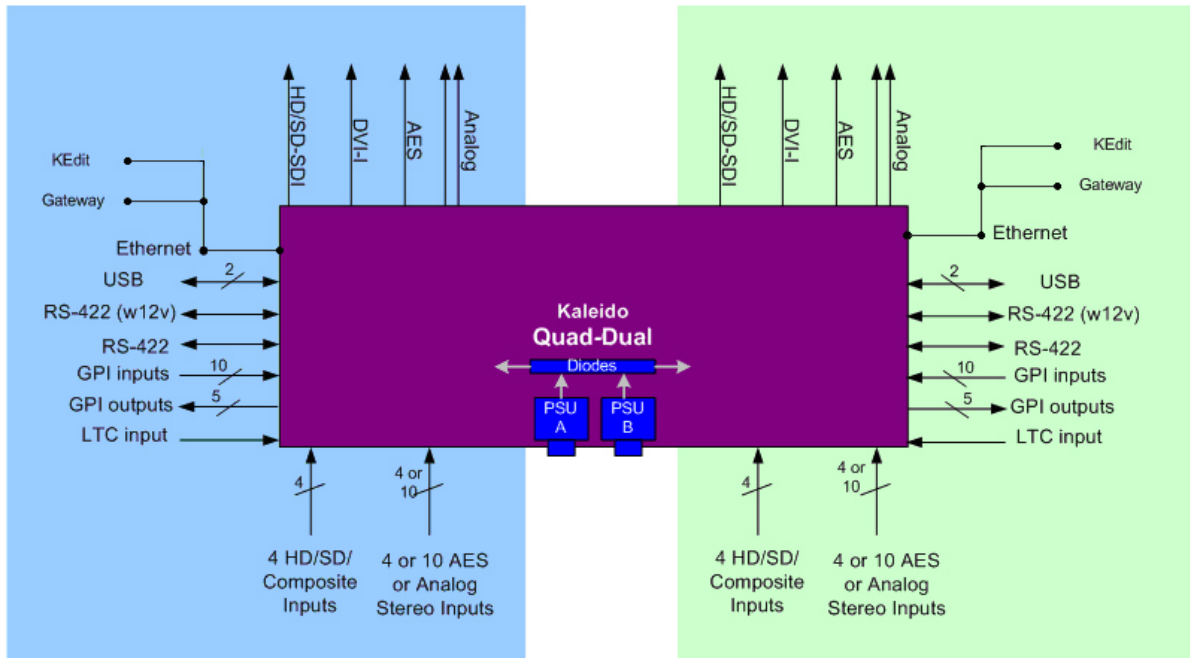 HD/SD-SDI
DVI-I
AES
Analog
HD/SD-SDI
DVI-I
AES
Analog
KEdit
Gateway
Ethernet
USB
2
RS-422 (w12v)
RS-422
GPI inputs
10
GPI outputs
5
LTC input
Kaleido
Quad-Dual
Diodes
PSU
A
PSU
B
KEdit
Gateway
Ethernet
2
USB
RS-422 (w12v)
RS-422
10
GPI inputs
5
GPI outputs
LTC input
4
4 or
10
4 HD/SD/
Composite
Inputs
4 or 10 AES
or Analog
Stereo Inputs
4
4 or
10
4 HD/SD/
Composite
Inputs
4 or 10 AES
or Analog
Stereo Inputs